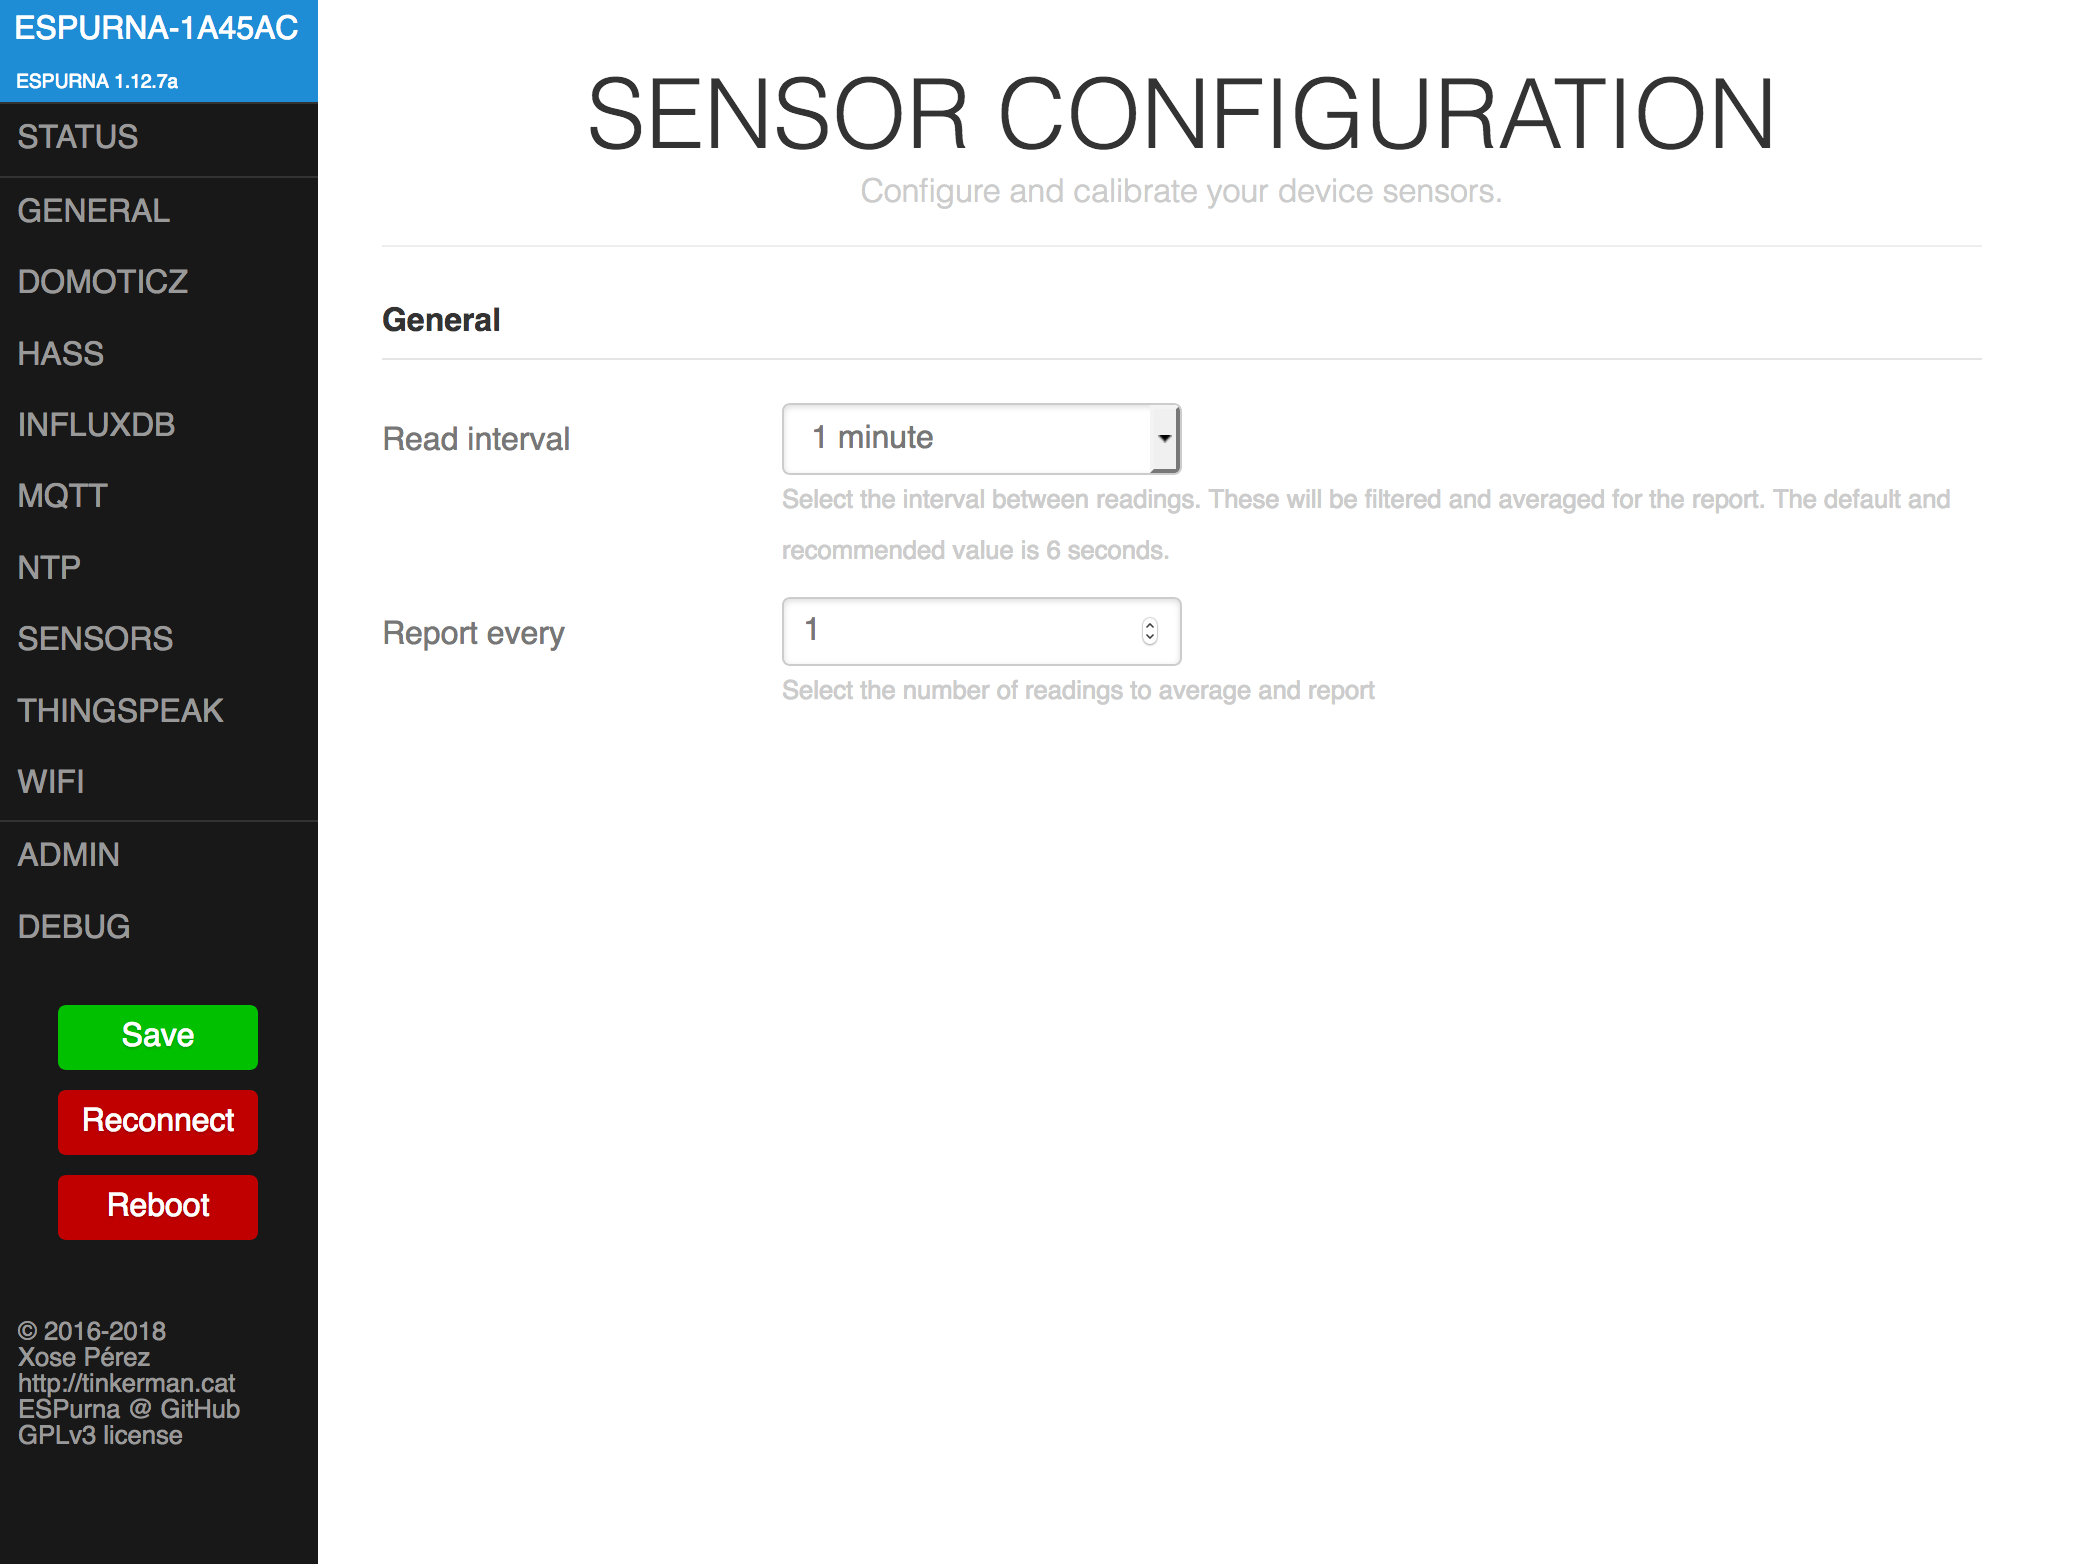 ESPURNA-1A45AC
ESPURNA 1.12.7a
STATUS
GENERAL
DOMOTICZ
HASS
INFLUXDB
MQTT
NTP
SENSORS
THINGSPEAK
WIFI
ADMIN
DEBUG
Save
Reconnect
Reboot
© 2016-2018
Xose Pérez
http://tinkerman.cat
ESPurna @ GitHub
GPLv3 license
SENSOR CONFIGURATION
Configure and calibrate your device sensors.
General
Read interval
1 minute
Select the interval between readings. These will be filtered and averaged for the report. The default and
recommended value is 6 seconds.
Report every
1
Select the number of readings to average and report